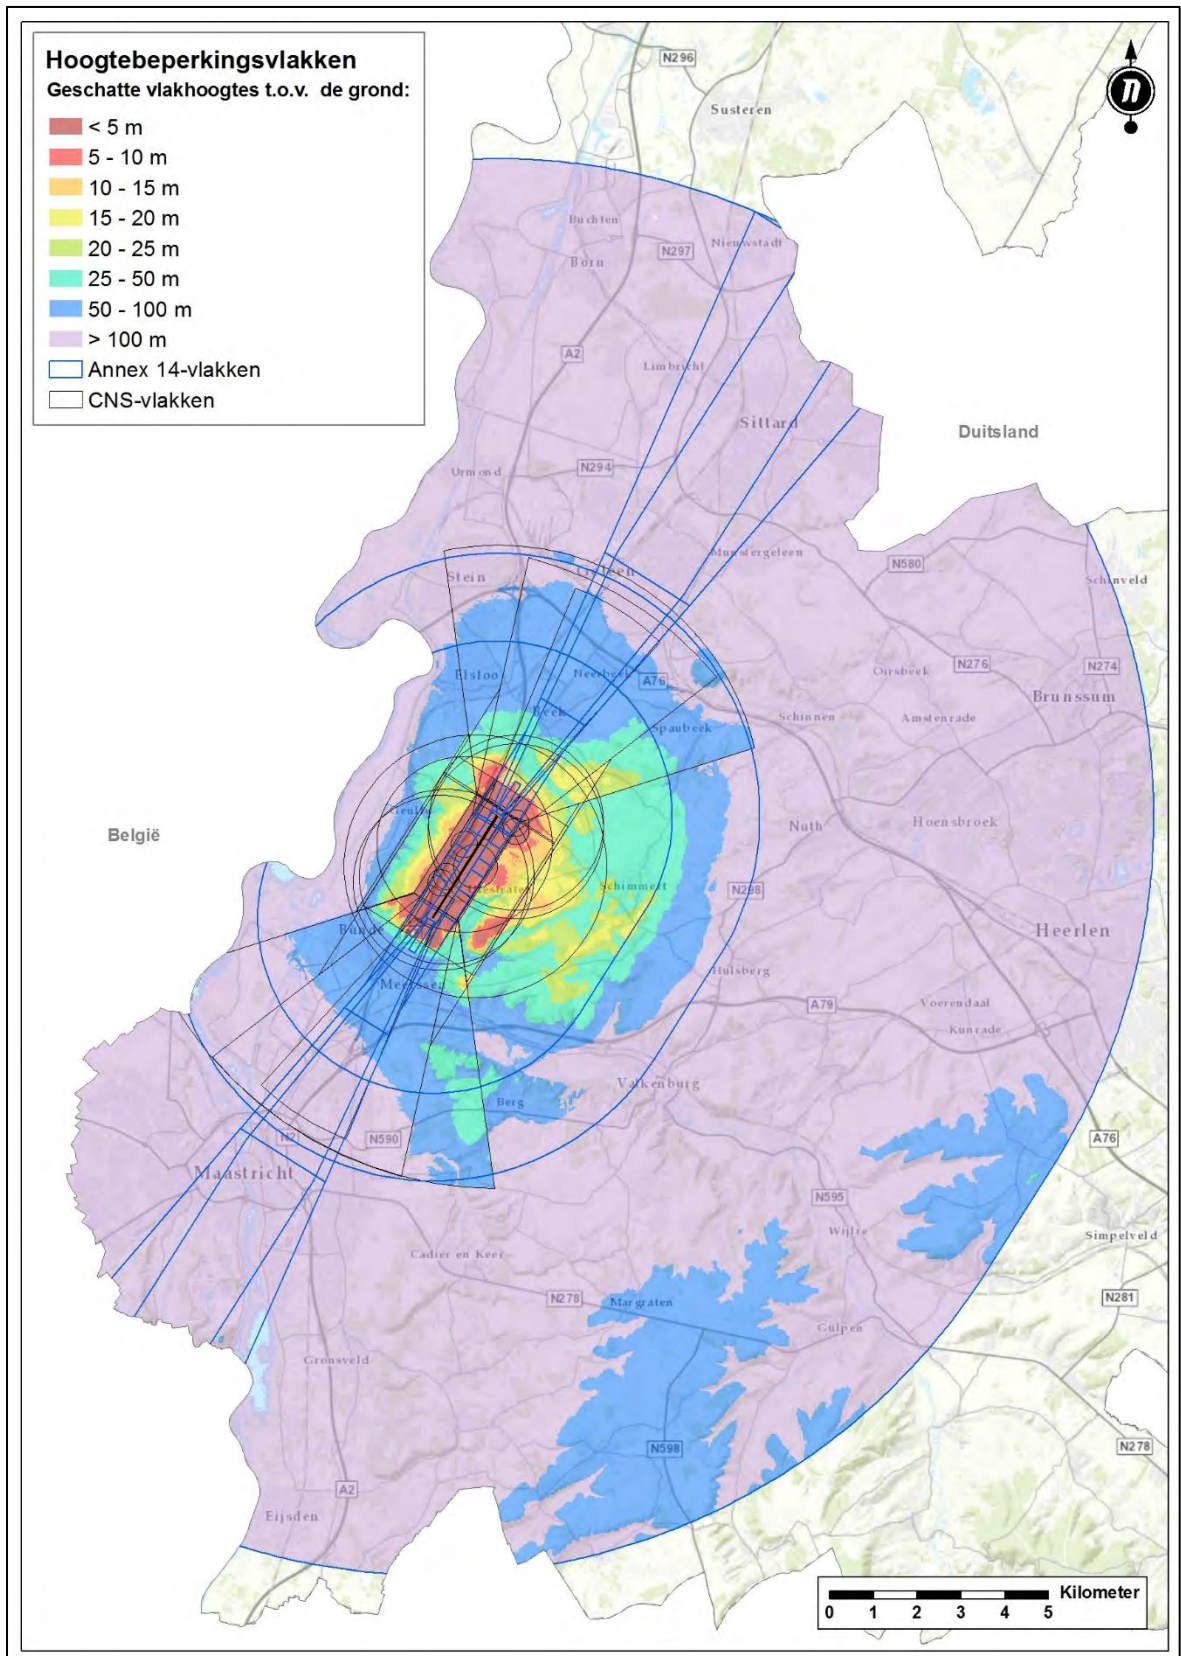 Hoogtebeperkingsvlakken
Geschatte vlakhoogtes t.o.v. de grond:
< 5 m
5 - 10 m
10 - 15 m
15 - 20 m
20 - 25 m
25 - 50 m
50 - 100 m
> 100 m
Annex 14-vlakken
CNS-vlakken
n
N296
Susteren
Buchten
Nieuwstadt
N297
Born
A2
Limbricht
Sittard
Duitsland
Urmond
N294
Munstergeleen
N580
Stein
Geleen
Schinveld
Elsloo
Neerbeek
A76
Oirsbeek
N276
N274
Brunssum
Beek
Spaubeek
Schinnen
Amstenrade
België
Geulle
Nuth
Hoensbroek
Schimmert
N298
Bunde
Heerlen
Meerssen
Hulsberg
A79
Voerendaal
Kunrade
Valkenburg
Berg
N590
A76
Maastricht
N595
Wijlre
Simpelveld
Cadier en Keer
N278
Margraten
Gulpen
N281
Gronsveld
N598
N278
A2
Eijsden
Kilometer
0 1 2 3 4 5